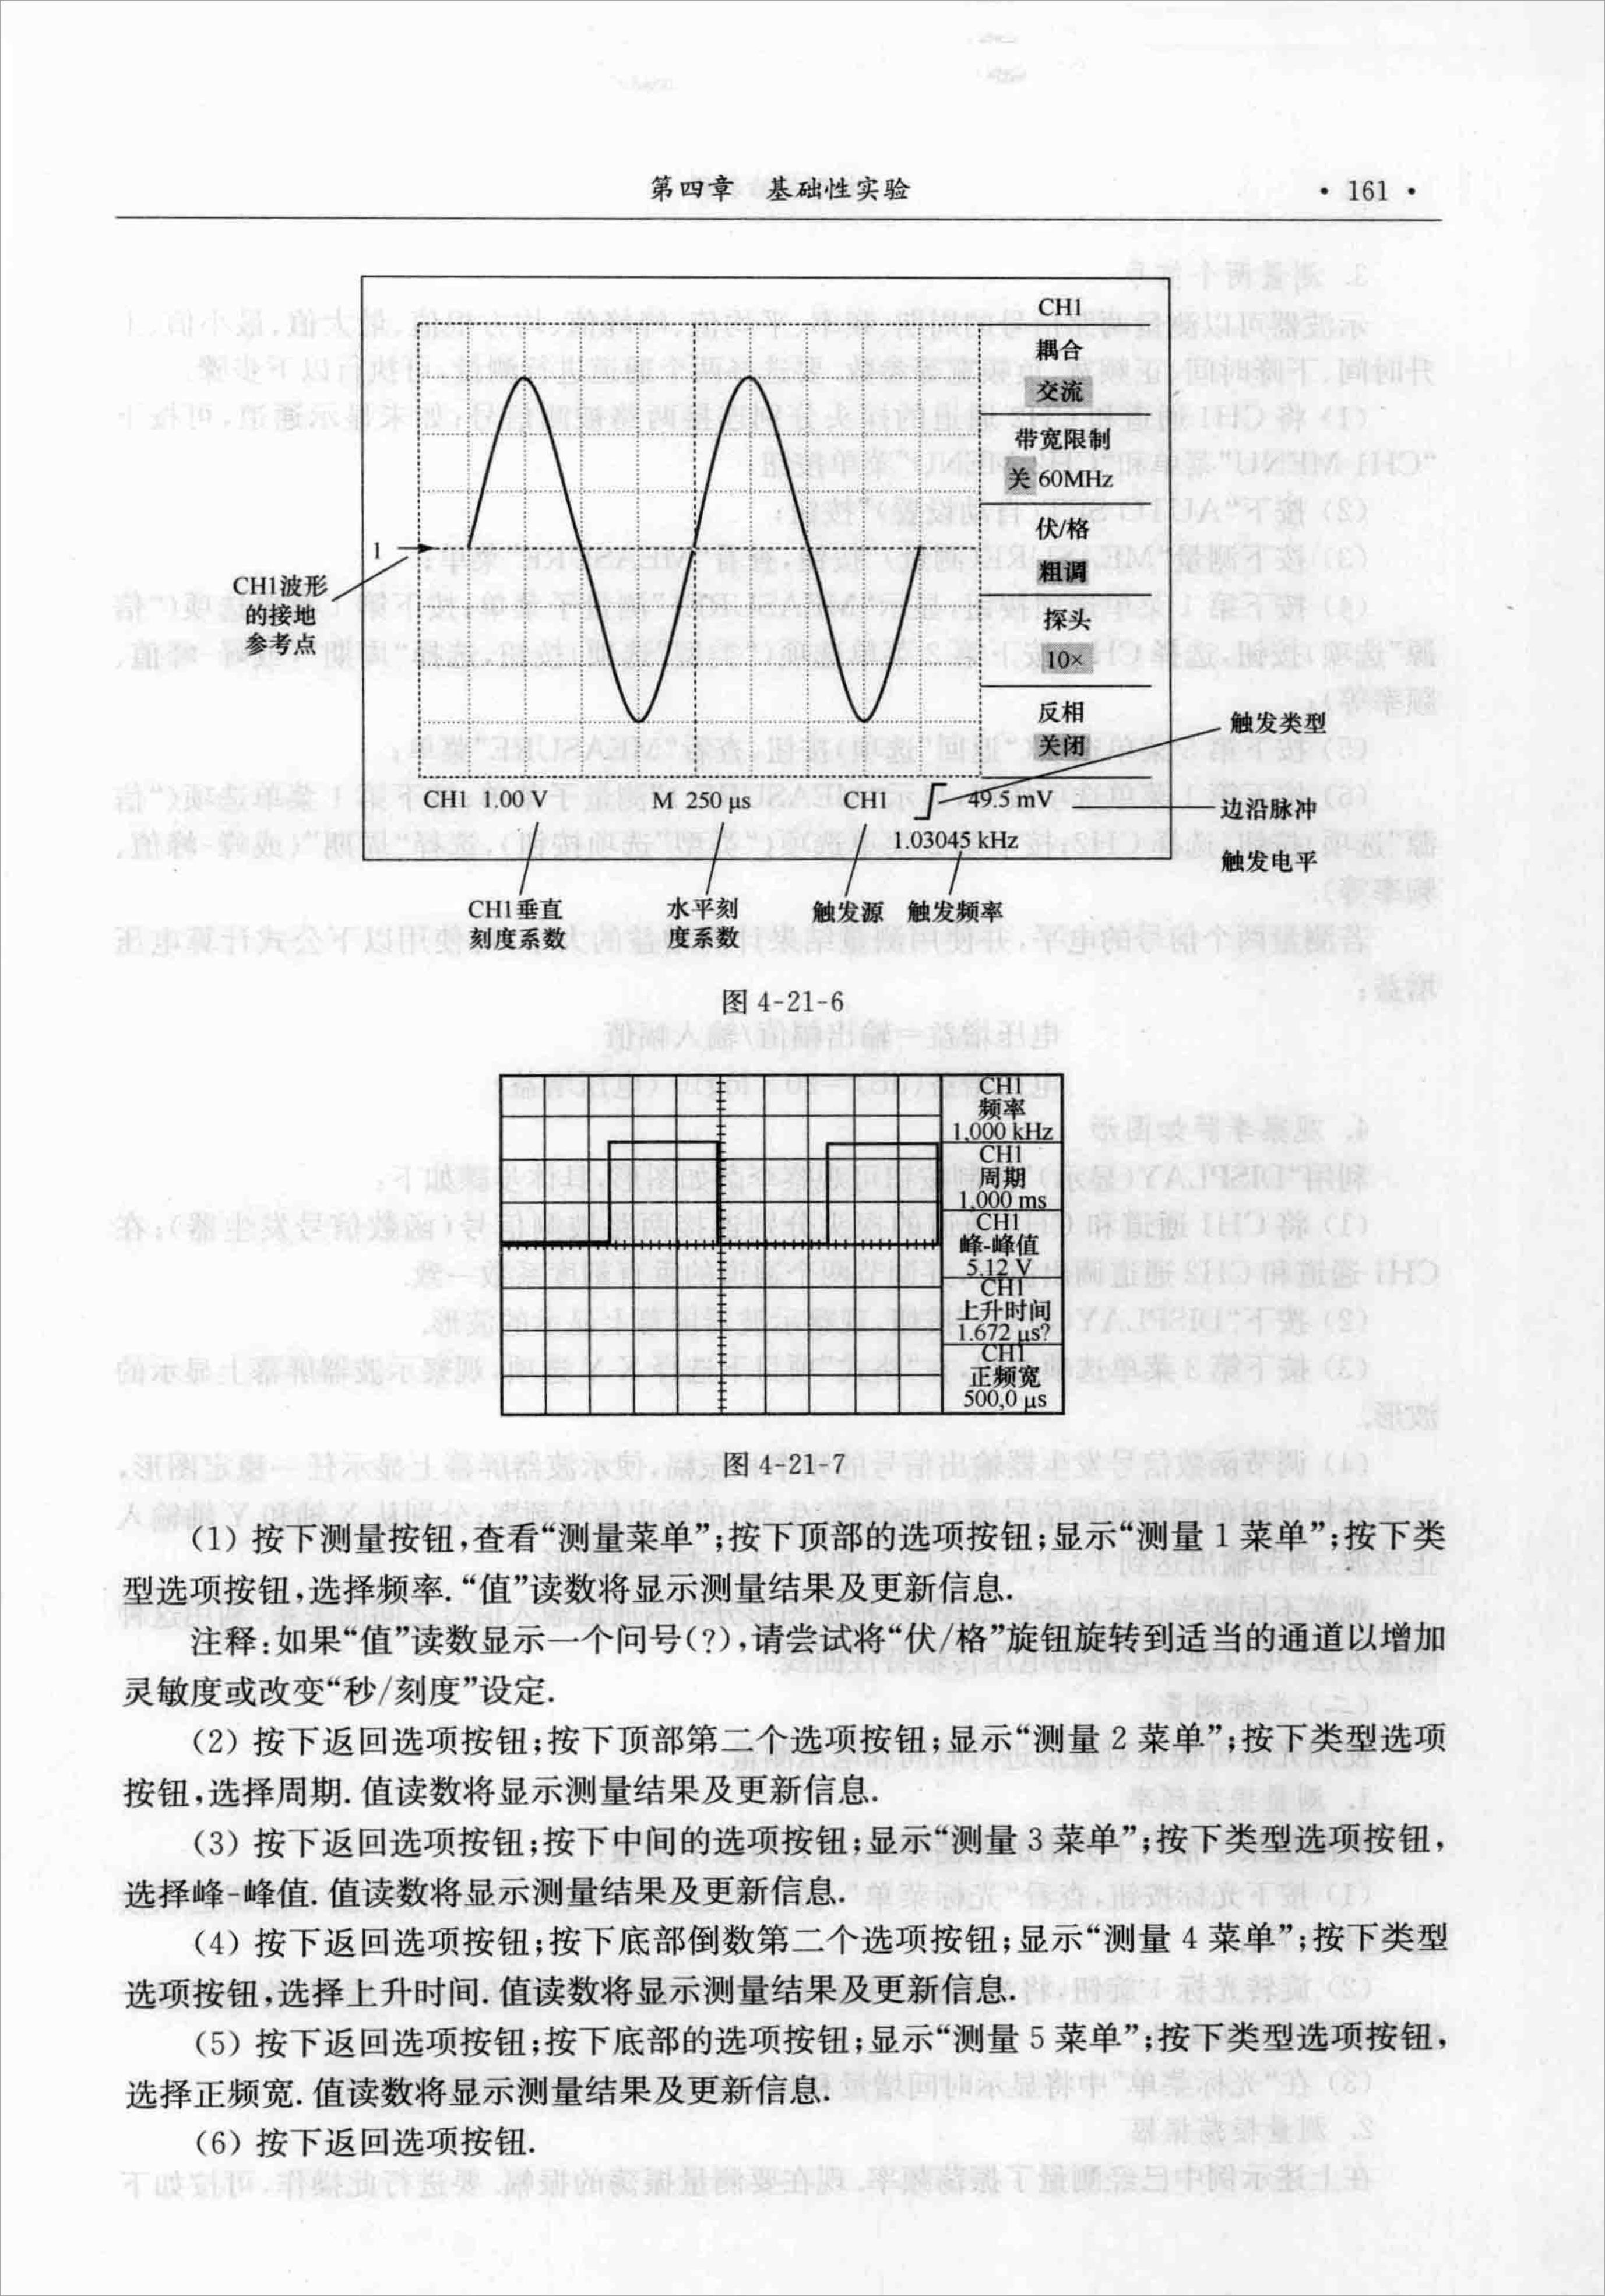 第四章 基础性实验
· 161 ·
CH1
耦合
交流
带宽限制
关 60MHz
伏/格
粗调
探头
10×
反相
关闭
1
CH1波形
的接地
参考点
触发类型
CH1 1.00 V
M 250 μs
CH1
49.5 mV
1.03045 kHz
边沿脉冲
触发电平
CH1垂直
刻度系数
水平刻
度系数
触发源
触发频率
图 4-21-6
CH1
频率
1,000 kHz
CH1
周期
1,000 ms
CH1
峰-峰值
5.12 V
CH1
上升时间
1.672 μs?
CH1
正频宽
500,0 μs
图 4-21-7
(1) 按下测量按钮,查看“测量菜单”;按下顶部的选项按钮;显示“测量 1 菜单”;按下类
型选项按钮,选择频率. “值”读数将显示测量结果及更新信息.
注释:如果“值”读数显示一个问号(?),请尝试将“伏/格”旋钮旋转到适当的通道以增加
灵敏度或改变“秒/刻度”设定.
(2) 按下返回选项按钮;按下顶部第二个选项按钮;显示“测量 2 菜单”;按下类型选项
按钮,选择周期. 值读数将显示测量结果及更新信息.
(3) 按下返回选项按钮;按下中间的选项按钮;显示“测量 3 菜单”;按下类型选项按钮,
选择峰-峰值. 值读数将显示测量结果及更新信息.
(4) 按下返回选项按钮;按下底部倒数第二个选项按钮;显示“测量 4 菜单”;按下类型
选项按钮,选择上升时间. 值读数将显示测量结果及更新信息.
(5) 按下返回选项按钮;按下底部的选项按钮;显示“测量 5 菜单”;按下类型选项按钮,
选择正频宽. 值读数将显示测量结果及更新信息.
(6) 按下返回选项按钮.